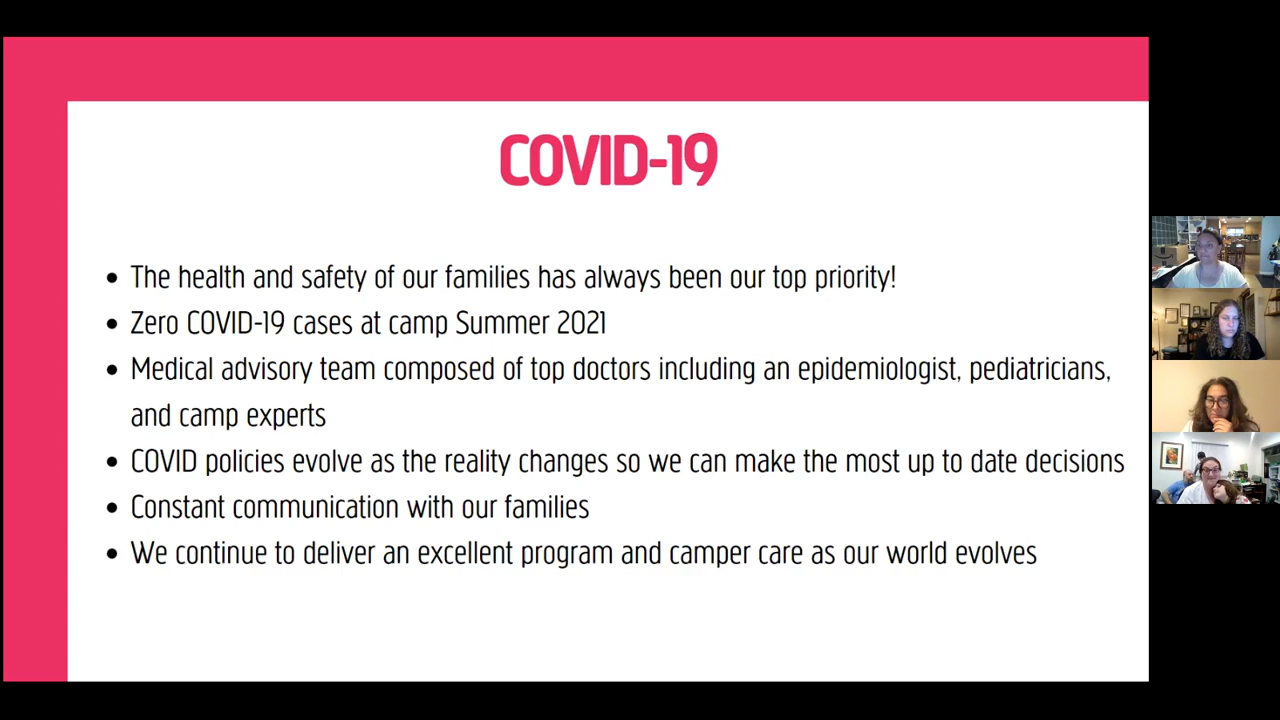 COVID-19
• The health and safety of our families has always been our top priority!
• Zero COVID-19 cases at camp Summer 2021
• Medical advisory team composed of top doctors including an epidemiologist, pediatricians,
and camp experts
• COVID policies evolve as the reality changes so we can make the most up to date decisions
• Constant communication with our families
• We continue to deliver an excellent program and camper care as our world evolves